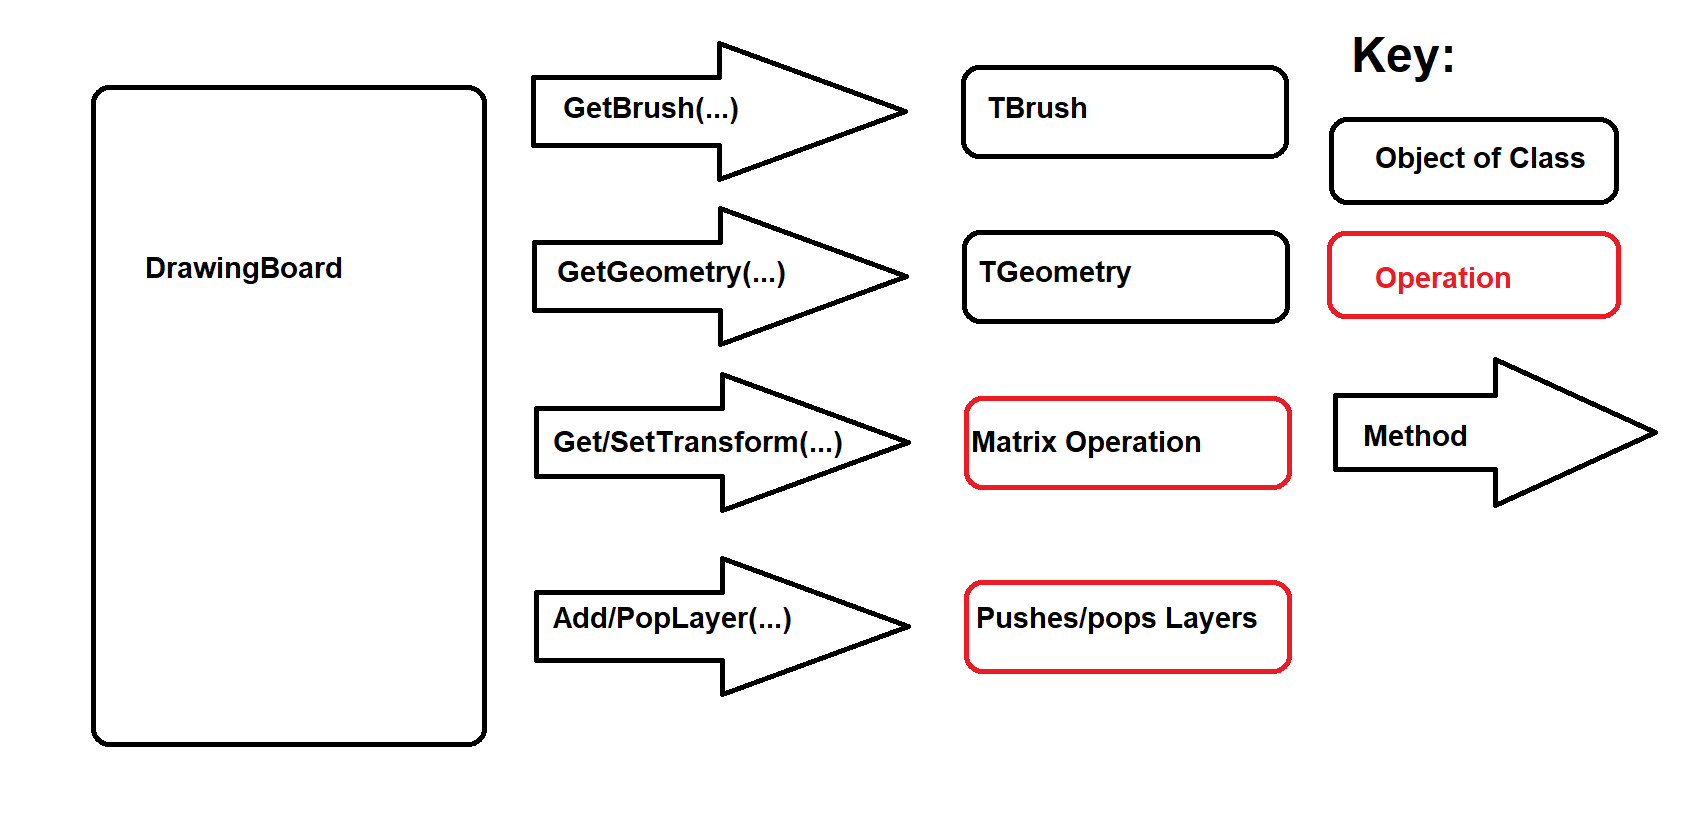 DrawingBoard
GetBrush(...)
TBrush
GetGeometry(...)
TGeometry
Get/SetTransform(...)
Matrix Operation
Add/PopLayer(...)
Pushes/pops Layers
Key:
Object of Class
Operation
Method